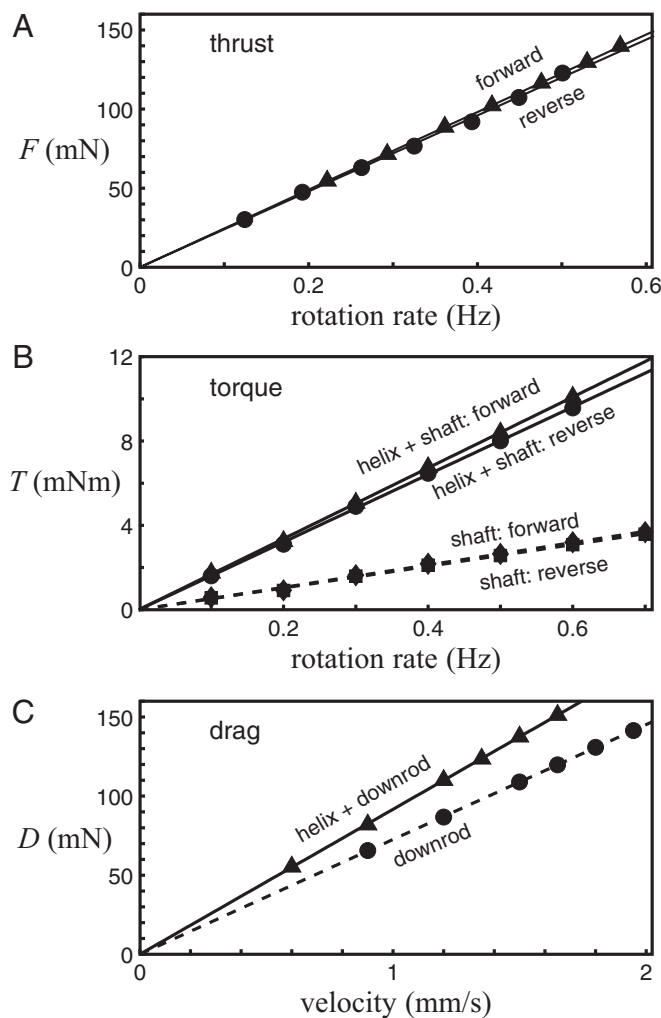 A
thrust
150
100
50
0
F (mN)
forward
reverse
0
0.2
0.4
0.6
rotation rate (Hz)
B
torque
12
8
4
0
T (mNm)
helix + shaft: forward
helix + shaft: reverse
shaft: forward
shaft: reverse
0.2
0.4
0.6
rotation rate (Hz)
C
drag
150
100
50
0
D (mN)
helix + downrod
downrod
0
1
2
velocity (mm/s)